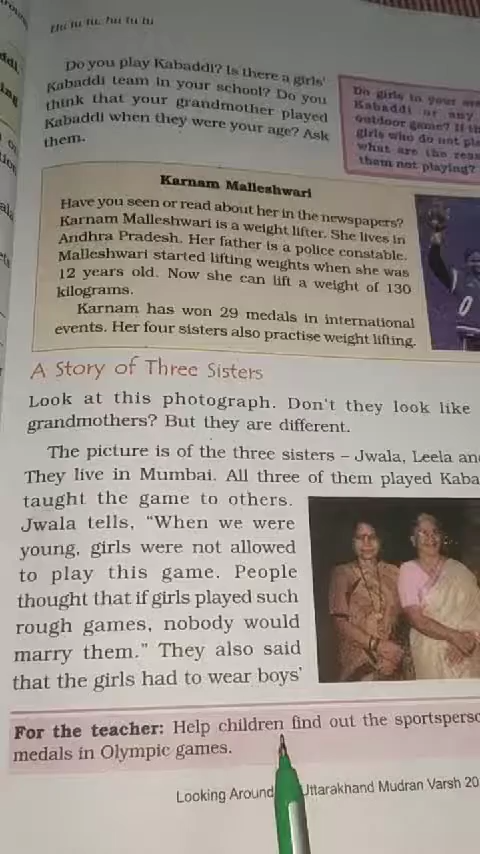 Hu tu tu, hu tu tu
Do you play Kabaddi? Is there a girls'
Kabaddi team in your school? Do you
think that your grandmother played
Kabaddi when they were your age? Ask
them.
Do girls in your
Kabaddi or any
outdoor game? If
girls who do not
what are the
them not playing?
Karnam Malleshwari
Have you seen or read about her in the newspapers?
Karnam Malleshwari is a weight lifter. She lives in
Andhra Pradesh. Her father is a police constable.
Malleshwari started lifting weights when she was
12 years old. Now she can lift a weight of 130
kilograms.
Karnam has won 29 medals in international
events. Her four sisters also practise weight lifting.
A Story of Three Sisters
Look at this photograph. Don't they look like
grandmothers? But they are different.
The picture is of the three sisters – Jwala, Leela
They live in Mumbai. All three of them played
taught the game to others.
Jwala tells, "When we were
young, girls were not allowed
to play this game. People
thought that if girls played such
rough games, nobody would
marry them." They also said
that the girls had to wear boys'
For the teacher: Help children find out the
medals in Olympic games.
Looking Around Uttarakhand Mudran Varsh 20